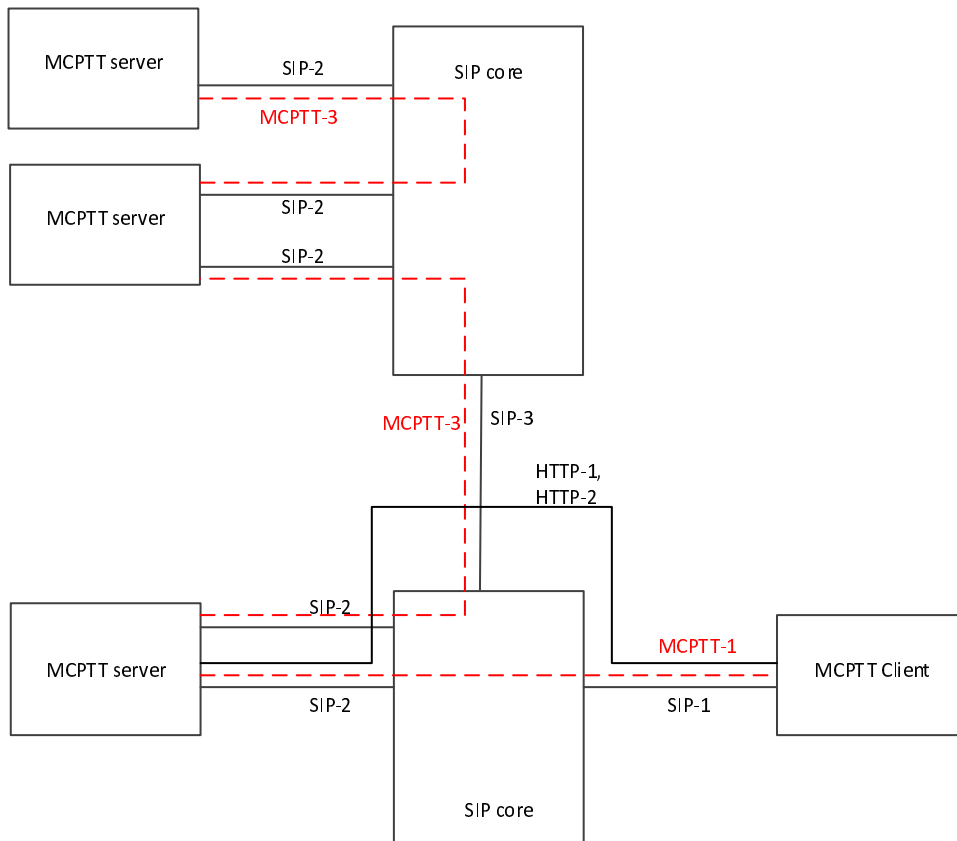 MCPTT server
SIP-2
SIP core
MCPTT-3
MCPTT server
SIP-2
SIP-2
MCPTT-3
SIP-3
HTTP-1,
HTTP-2
SIP-2
MCPTT-1
MCPTT server
MCPTT Client
SIP-2
SIP-1
SIP core